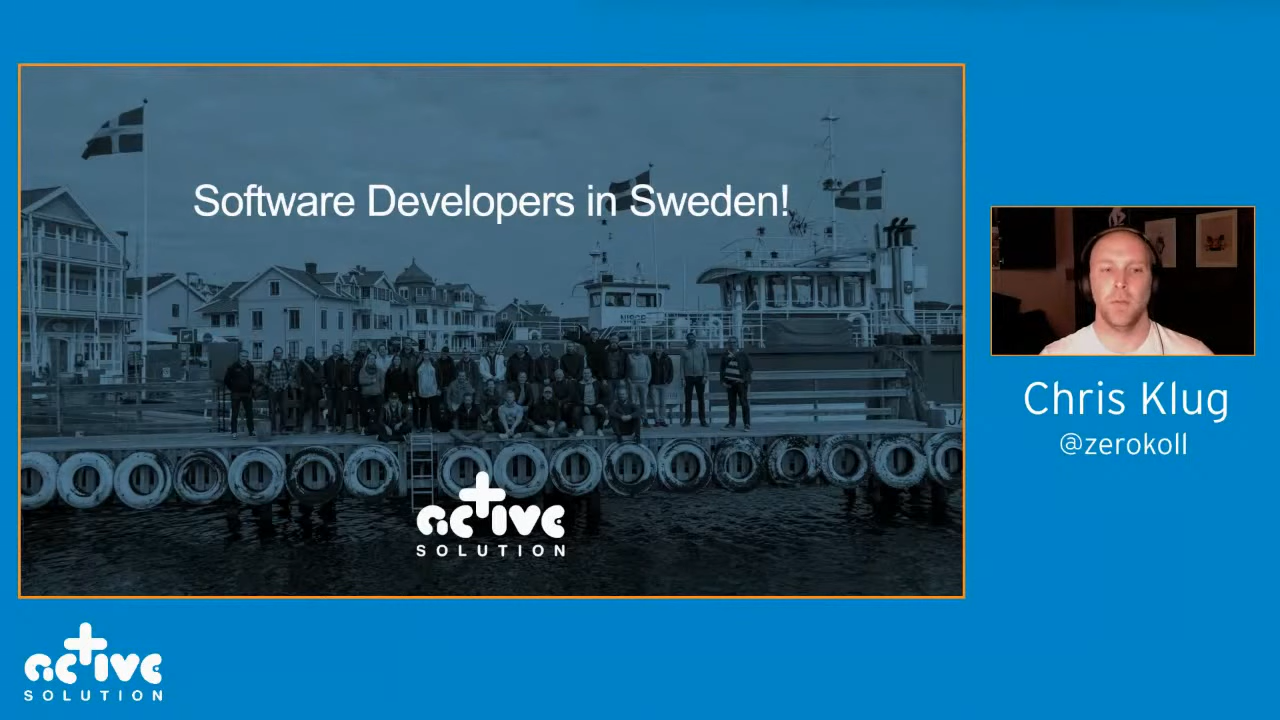 Software Developers in Sweden!
active
SOLUTION
Chris Klug
@zerokoll
active
SOLUTION